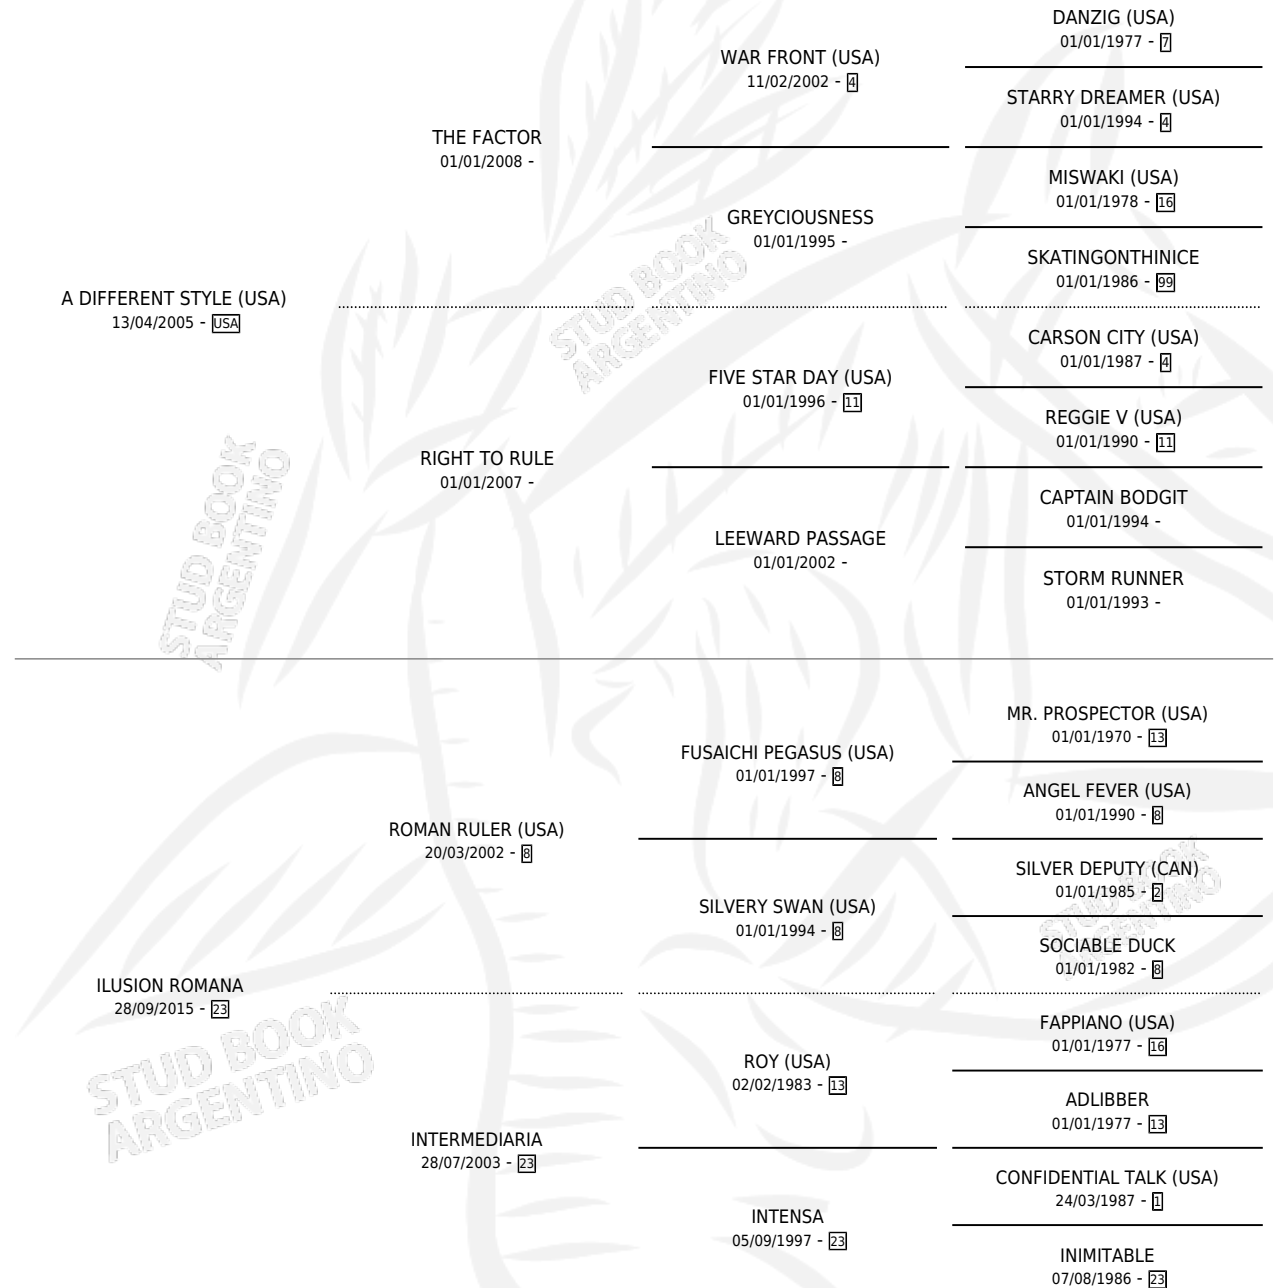 DANZIG (USA)
01/01/1977 - 7
WAR FRONT (USA)
11/02/2002 - 4
STARRY DREAMER (USA)
01/01/1994 - 4
THE FACTOR
01/01/2008 -
MISWAKI (USA)
01/01/1978 - 16
GREYCIOUSNESS
01/01/1995 -
SKATINGONTHINICE
01/01/1986 - 99
A DIFFERENT STYLE (USA)
13/04/2005 - USA
CARSON CITY (USA)
01/01/1987 - 4
FIVE STAR DAY (USA)
01/01/1996 - 11
REGGIE V (USA)
01/01/1990 - 11
RIGHT TO RULE
01/01/2007 -
CAPTAIN BODGIT
01/01/1994 -
LEEWARD PASSAGE
01/01/2002 -
STORM RUNNER
01/01/1993 -
MR. PROSPECTOR (USA)
01/01/1970 - 13
FUSAICHI PEGASUS (USA)
01/01/1997 - 8
ANGEL FEVER (USA)
01/01/1990 - 8
ROMAN RULER (USA)
20/03/2002 - 8
SILVER DEPUTY (CAN)
01/01/1985 - 2
SILVERY SWAN (USA)
01/01/1994 - 8
SOCIABLE DUCK
01/01/1982 - 8
ILUSION ROMANA
28/09/2015 - 23
FAPPIANO (USA)
01/01/1977 - 16
ROY (USA)
02/02/1983 - 13
ADLIBBER
01/01/1977 - 13
INTERMEDIARIA
28/07/2003 - 23
CONFIDENTIAL TALK (USA)
24/03/1987 - 1
INTENSA
05/09/1997 - 23
INIMITABLE
07/08/1986 - 23
STUD BOOK
ARGENTINO
STUD BOOK
ARGENTINO
STUD BOOK
ARGENTINO
STUD BOOK
ARGENTINO